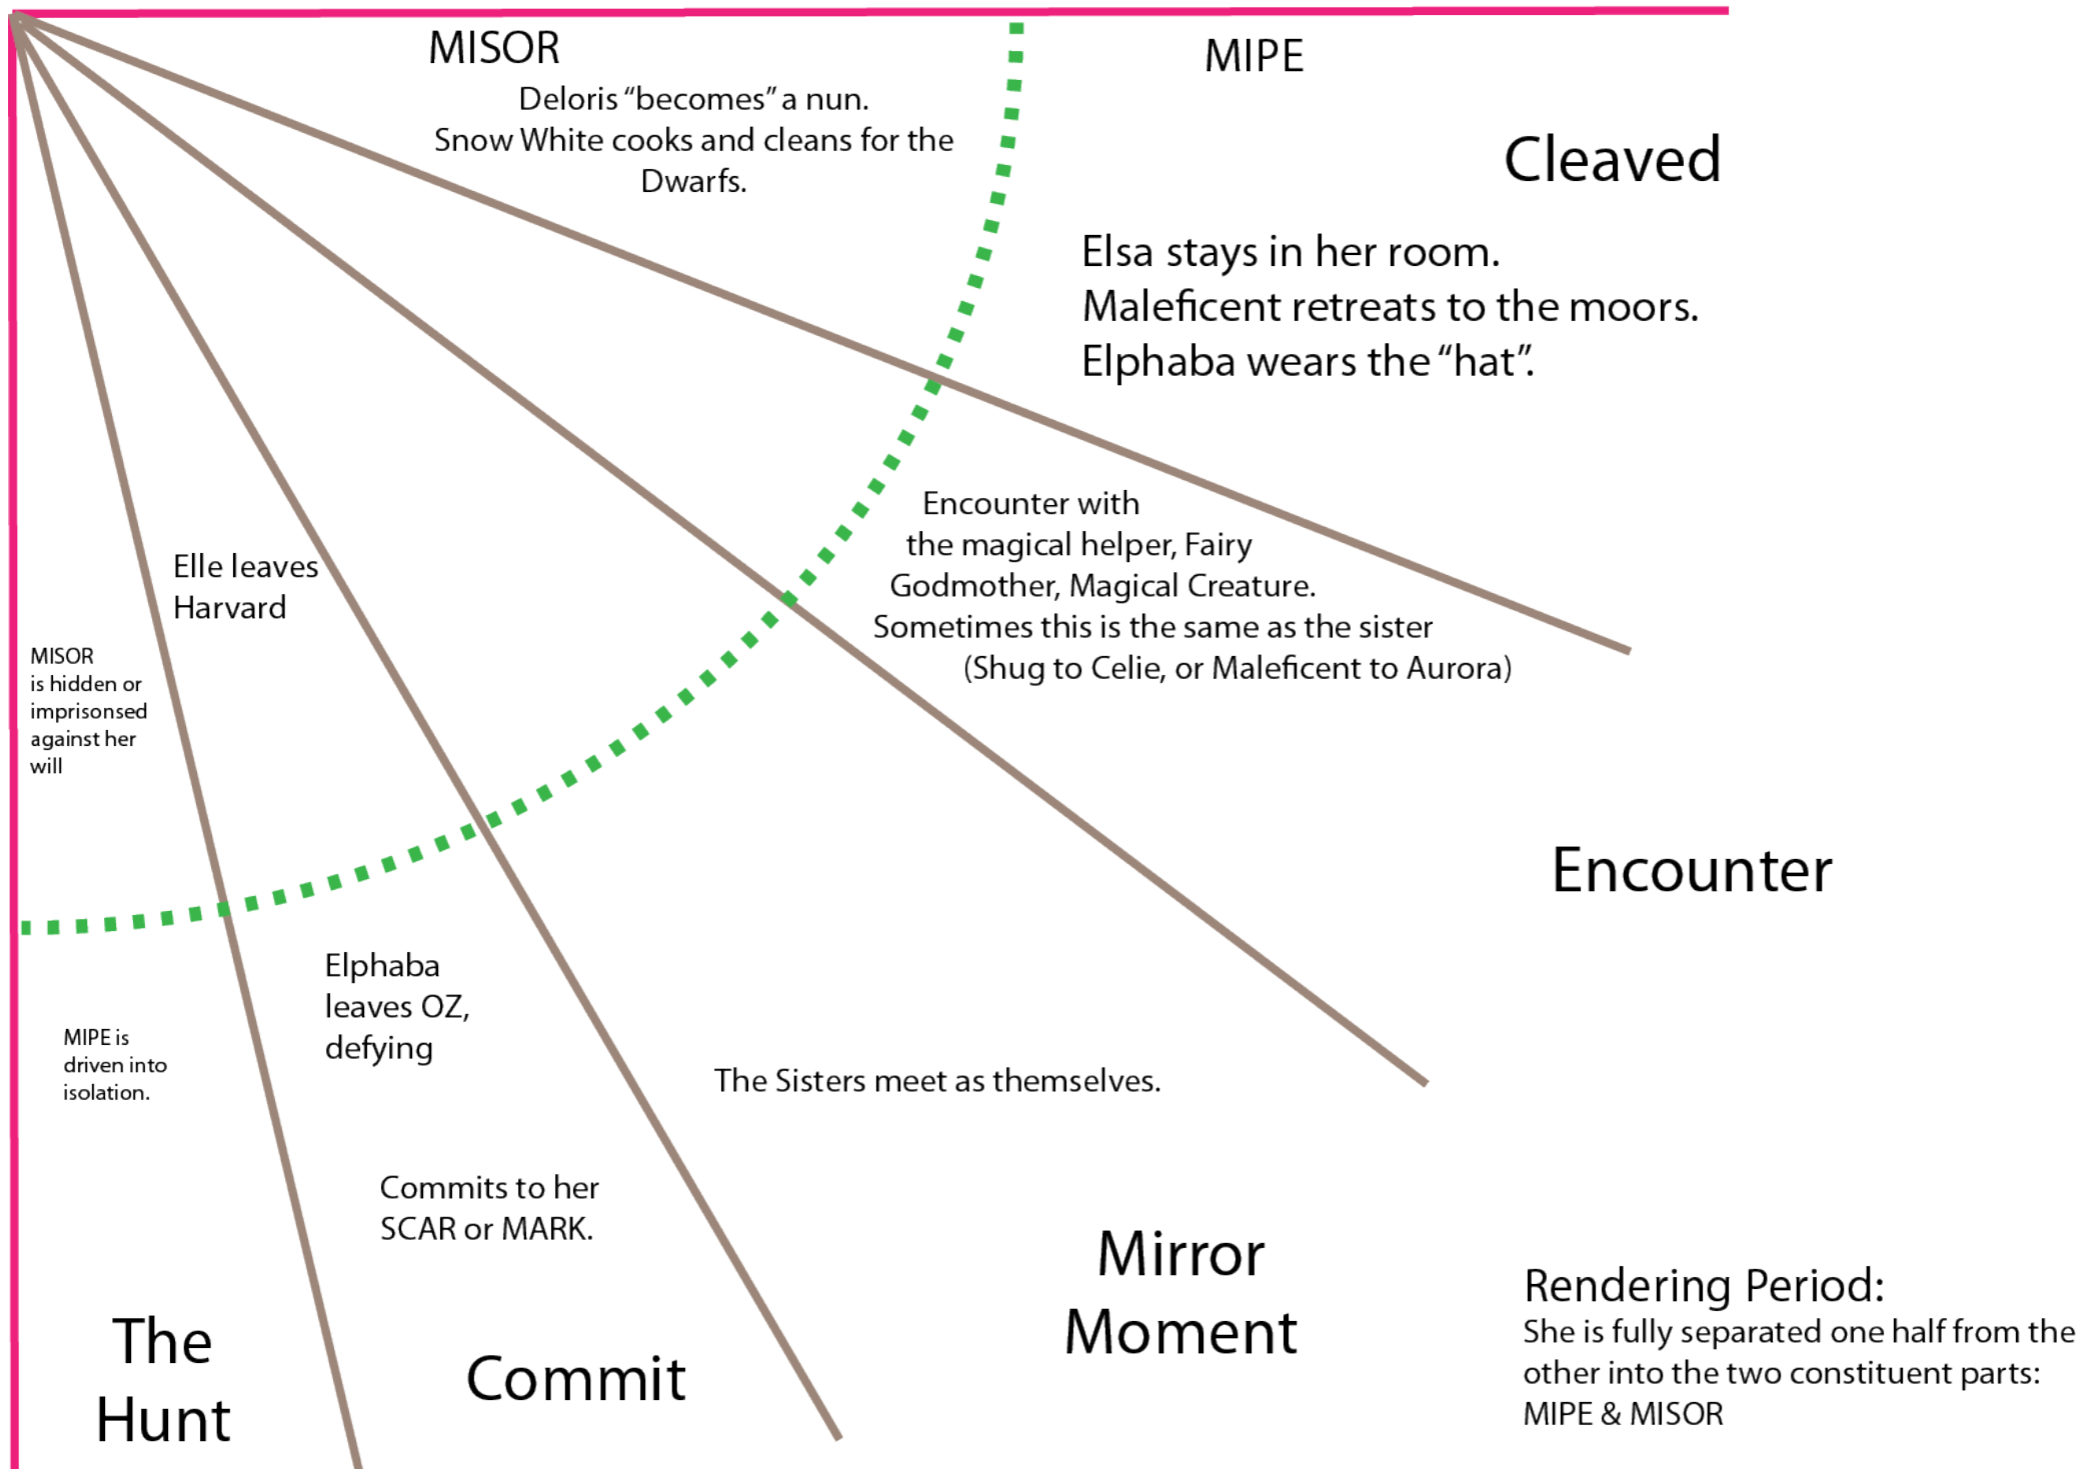 MISOR
Deloris “becomes” a nun.
Snow White cooks and cleans for the
Dwarfs.
MIPE
Cleaved
Elsa stays in her room.
Maleficent retreats to the moors.
Elphaba wears the “hat”.
Encounter with
the magical helper, Fairy
Godmother, Magical Creature.
Sometimes this is the same as the sister
(Shug to Celie, or Maleficent to Aurora)
Encounter
Elle leaves
Harvard
MISOR
is hidden or
imprisonsed
against her
will
MIPE is
driven into
isolation.
Elphaba
leaves OZ,
defying
Commits to her
SCAR or MARK.
The Sisters meet as themselves.
The
Hunt
Commit
Mirror
Moment
Rendering Period:
She is fully separated one half from the
other into the two constituent parts:
MIPE & MISOR